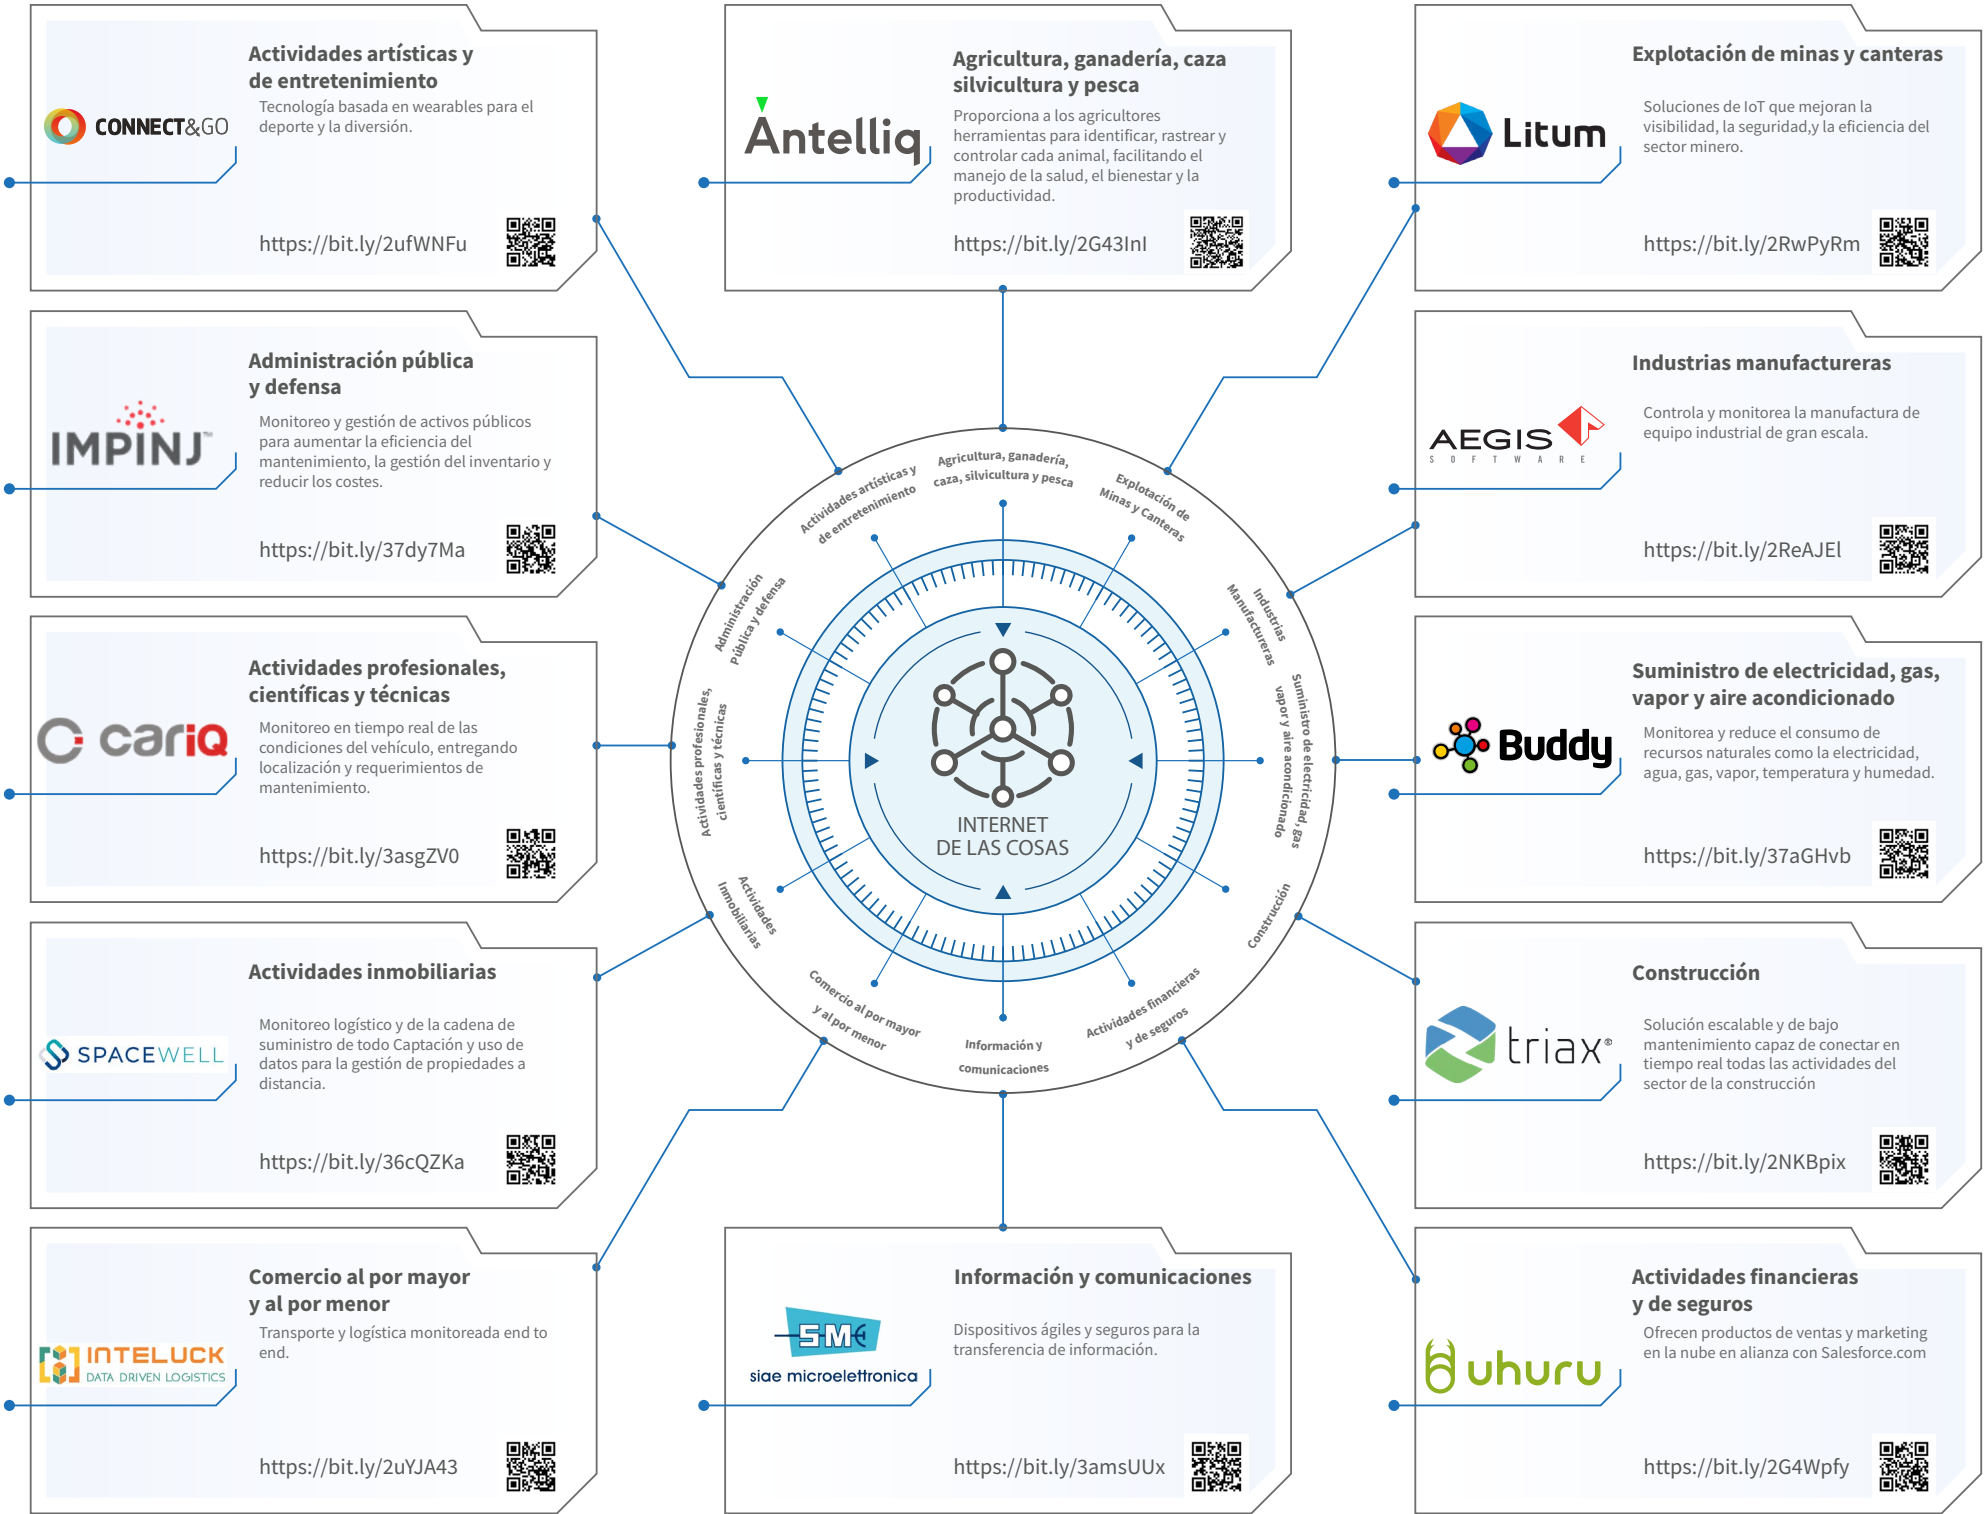 Actividades artísticas y
de entretenimiento
Tecnología basada en wearables para el
deporte y la diversión.
CONNECT&GO
https://bit.ly/2ufWNFu
Agricultura, ganadería, caza
silvicultura y pesca
Proporciona a los agricultores
herramientas para identificar, rastrear y
controlar cada animal, facilitando el
manejo de la salud, el bienestar y la
productividad.
Antelliq
https://bit.ly/2G43InI
Explotación de minas y canteras
Soluciones de IoT que mejoran la
visibilidad, la seguridad,y la eficiencia del
sector minero.
Litum
https://bit.ly/2RwPyRm
Administración pública
y defensa
Monitoreo y gestión de activos públicos
para aumentar la eficiencia del
mantenimiento, la gestión del inventario y
reducir los costes.
IMPINJ™
https://bit.ly/37dy7Ma
Industrias manufactureras
Controla y monitorea la manufactura de
equipo industrial de gran escala.
AEGIS
SOFTWARE
https://bit.ly/2ReAJEl
Actividades profesionales,
científicas y técnicas
Monitoreo en tiempo real de las
condiciones del vehículo, entregando
localización y requerimientos de
mantenimiento.
cariQ
https://bit.ly/3asgZV0
Suministro de electricidad, gas,
vapor y aire acondicionado
Monitorea y reduce el consumo de
recursos naturales como la electricidad,
agua, gas, vapor, temperatura y humedad.
Buddy
https://bit.ly/37aGHvb
Actividades inmobiliarias
Monitoreo logístico y de la cadena de
suministro de todo Captación y uso de
datos para la gestión de propiedades a
distancia.
SPACEWELL
https://bit.ly/36cQZKa
Construcción
Solución escalable y de bajo
mantenimiento capaz de conectar en
tiempo real todas las actividades del
sector de la construcción
triax®
https://bit.ly/2NKBpix
Comercio al por mayor
y al por menor
Transporte y logística monitoreada end to
end.
INTELUCK
DATA DRIVEN LOGISTICS
https://bit.ly/2uYJA43
Información y comunicaciones
Dispositivos ágiles y seguros para la
transferencia de información.
SM
siae microelettronica
https://bit.ly/3amsUUx
Actividades financieras
y de seguros
Ofrecen productos de ventas y marketing
en la nube en alianza con Salesforce.com
uhuru
https://bit.ly/2G4Wpfy
Agricultura, ganadería,
caza, silvicultura y pesca
Explotación de
Minas y Canteras
Industrias
Manufactureras
Suministro de electricidad, gas
vapor y aire acondicionado
Construcción
Actividades financieras
y de seguros
Información y
comunicaciones
Comercio al por mayor
y al por menor
Actividades
Inmobiliarias
Actividades profesionales,
científicas y técnicas
Administración
Pública y defensa
Actividades artísticas y
de entretenimiento
INTERNET
DE LAS COSAS